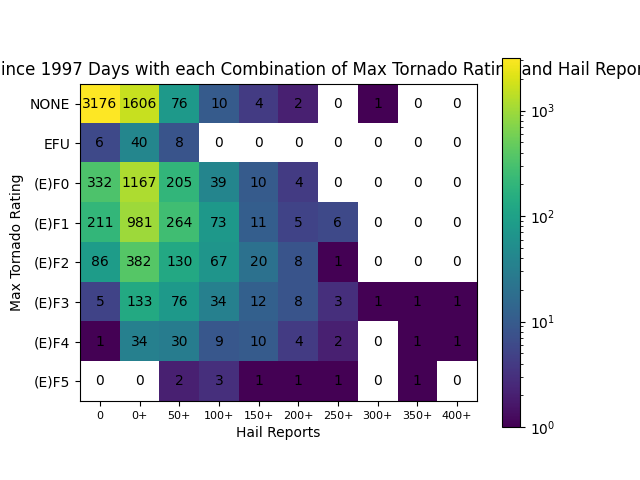 ince 1997 Days with each Combination of Max Tornado Rating and Hail Repor
NONE 3176 1606 76 10 4 2 0 1 0 0
EFU 6 40 8 0 0 0 0 0 0 0
(E)F0 332 1167 205 39 10 4 0 0 0 0
(E)F1 211 981 264 73 11 5 6 0 0 0
(E)F2 86 382 130 67 20 8 1 0 0 0
(E)F3 5 133 76 34 12 8 3 1 1 1
(E)F4 1 34 30 9 10 4 2 0 1 1
(E)F5 0 0 2 3 1 1 1 0 1 0
0 0+ 50+ 100+ 150+ 200+ 250+ 300+ 350+ 400+
Hail Reports
Max Tornado Rating
10³
10²
10¹
10⁰